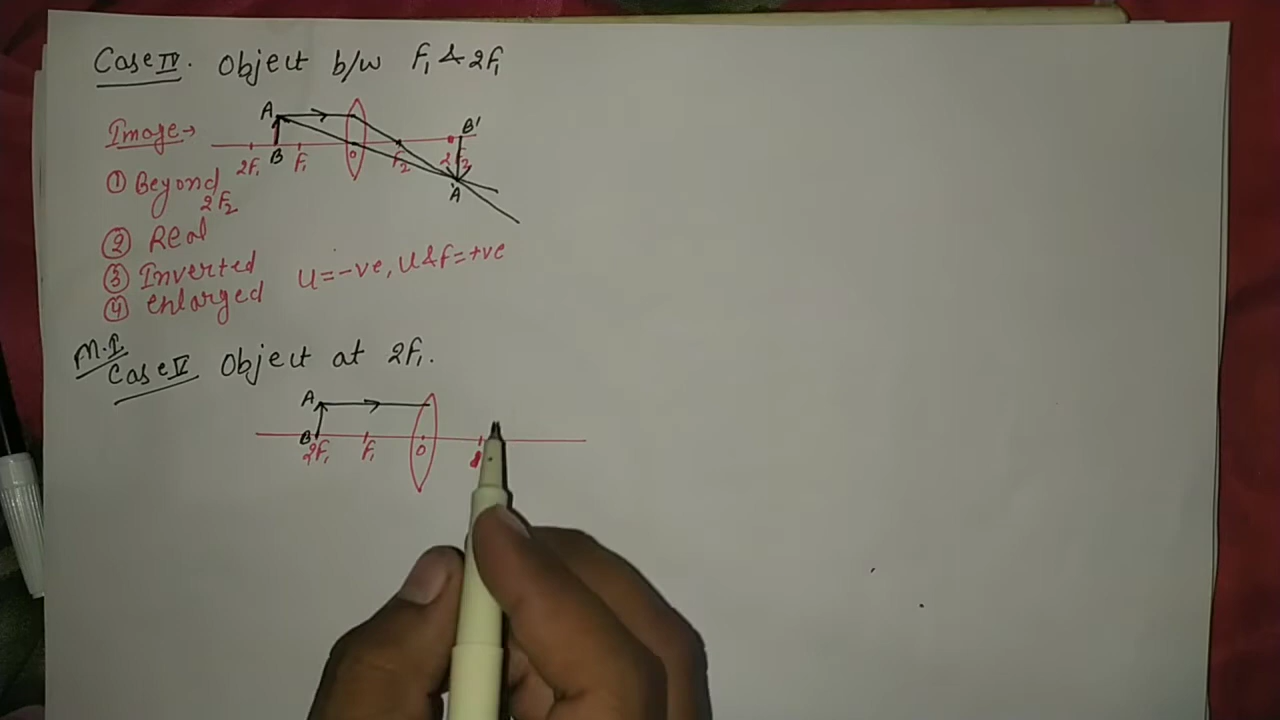 Case IV. Object b/w F₁ & 2F₁
Image→
A
B'
2F₁ B F₁ O F₂ 2F₂
A
① Beyond 2F₂
② Real
③ Inverted
④ enlarged
u=-ve, u&f=+ve
M.I
Case V Object at 2F₁.
A
B
2F₁ F₁ O